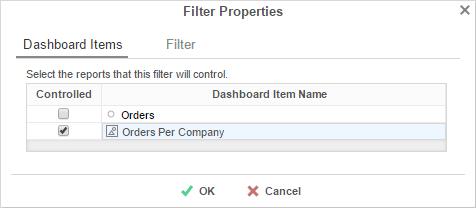 Filter Properties
Dashboard Items Filter
Select the reports that this filter will control.
Controlled Dashboard Item Name
Orders
Orders Per Company
OK Cancel